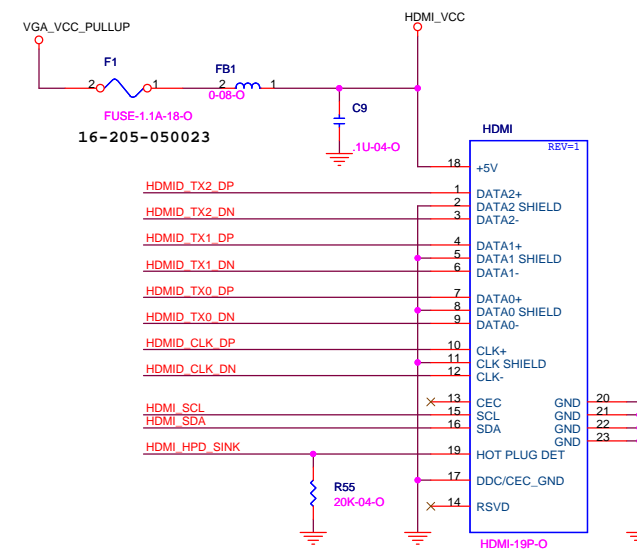 VGA_VCC_PULLUP
HDMI_VCC
F1
FB1
2
1
2
1
0-08-O
C9
FUSE-1.1A-18-O
16-205-050023
.1U-04-O
HDMI
REV=1
18
+5V
HDMID_TX2_DP
1
DATA2+
2
DATA2 SHIELD
HDMID_TX2_DN
3
DATA2-
HDMID_TX1_DP
4
DATA1+
5
DATA1 SHIELD
HDMID_TX1_DN
6
DATA1-
HDMID_TX0_DP
7
DATA0+
8
DATA0 SHIELD
HDMID_TX0_DN
9
DATA0-
HDMID_CLK_DP
10
CLK+
11
CLK SHIELD
HDMID_CLK_DN
12
CLK-
13
CEC
GND
20
HDMI_SCL
15
SCL
GND
21
HDMI_SDA
16
SDA
GND
22
GND
23
HDMI_HPD_SINK
19
HOT PLUG DET
17
DDC/CEC_GND
R55
20K-04-O
14
RSVD
HDMI-19P-O